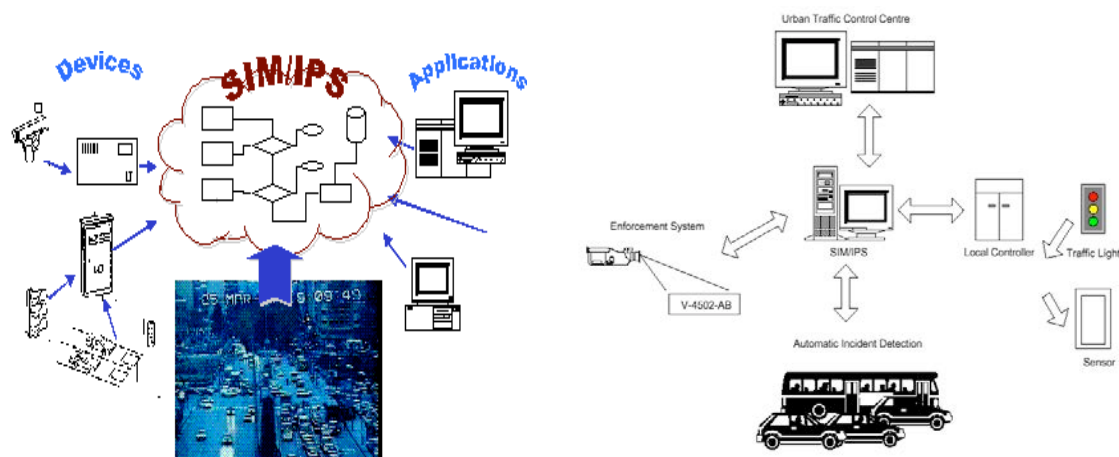 Devices
SIM/IPS
Applications
25 MAR
9:09:49
Urban Traffic Control Centre
Enforcement System
V-4502-AB
SIM/IPS
Local Controller
Traffic Light
Sensor
Automatic Incident Detection